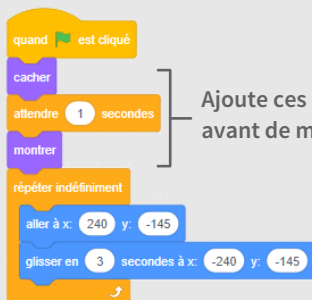 quand est cliqué
cacher
attendre 1 secondes
montrer
Ajoute ces
avant de m
répéter indéfiniment
aller à x: 240 y: -145
glisser en 3 secondes à x: -240 y: -145